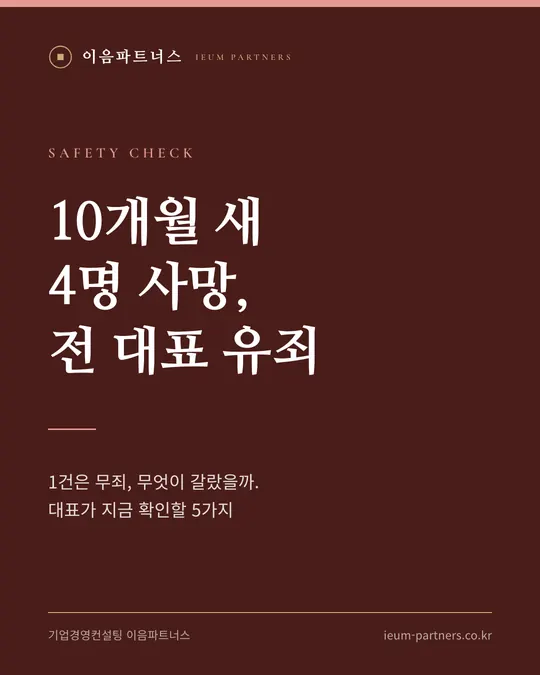 이음파트너스 IEUM PARTNERS
SAFETY CHECK
10개월 새
4명 사망,
전 대표 유죄
1건은 무죄, 무엇이 갈랐을까.
대표가 지금 확인할 5가지
기업경영컨설팅 이음파트너스
ieum-partners.co.kr